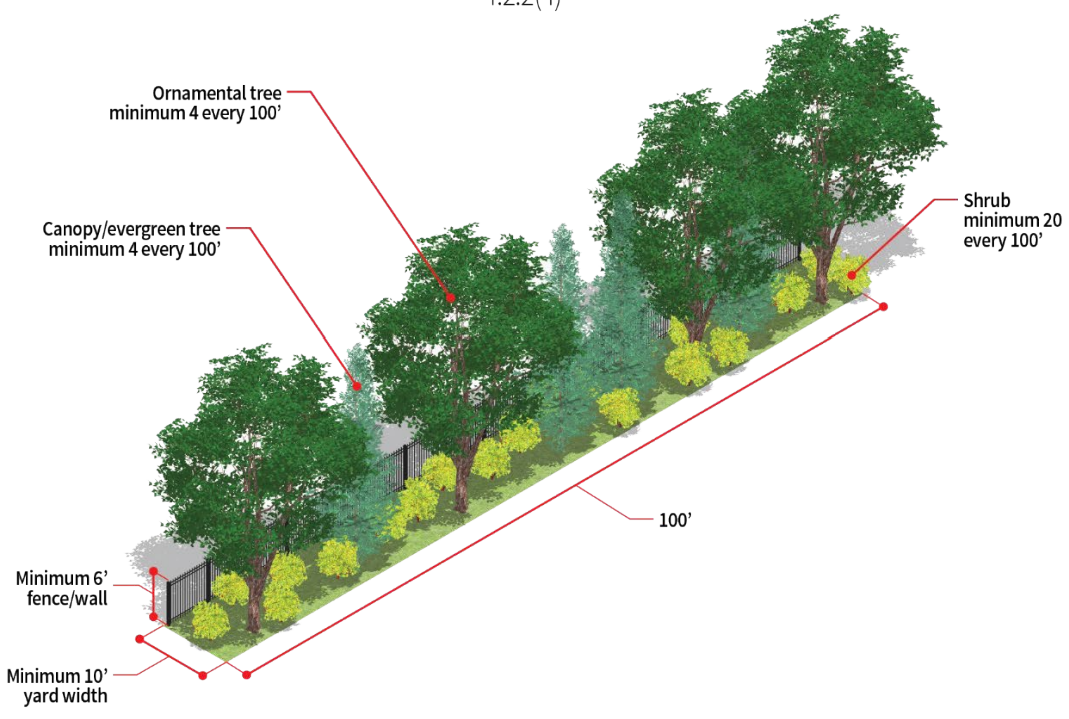 Ornamental tree
minimum 4 every 100’
Canopy/evergreen tree
minimum 4 every 100’
Shrub
minimum 20
every 100’
100’
Minimum 6’
fence/wall
Minimum 10’
yard width